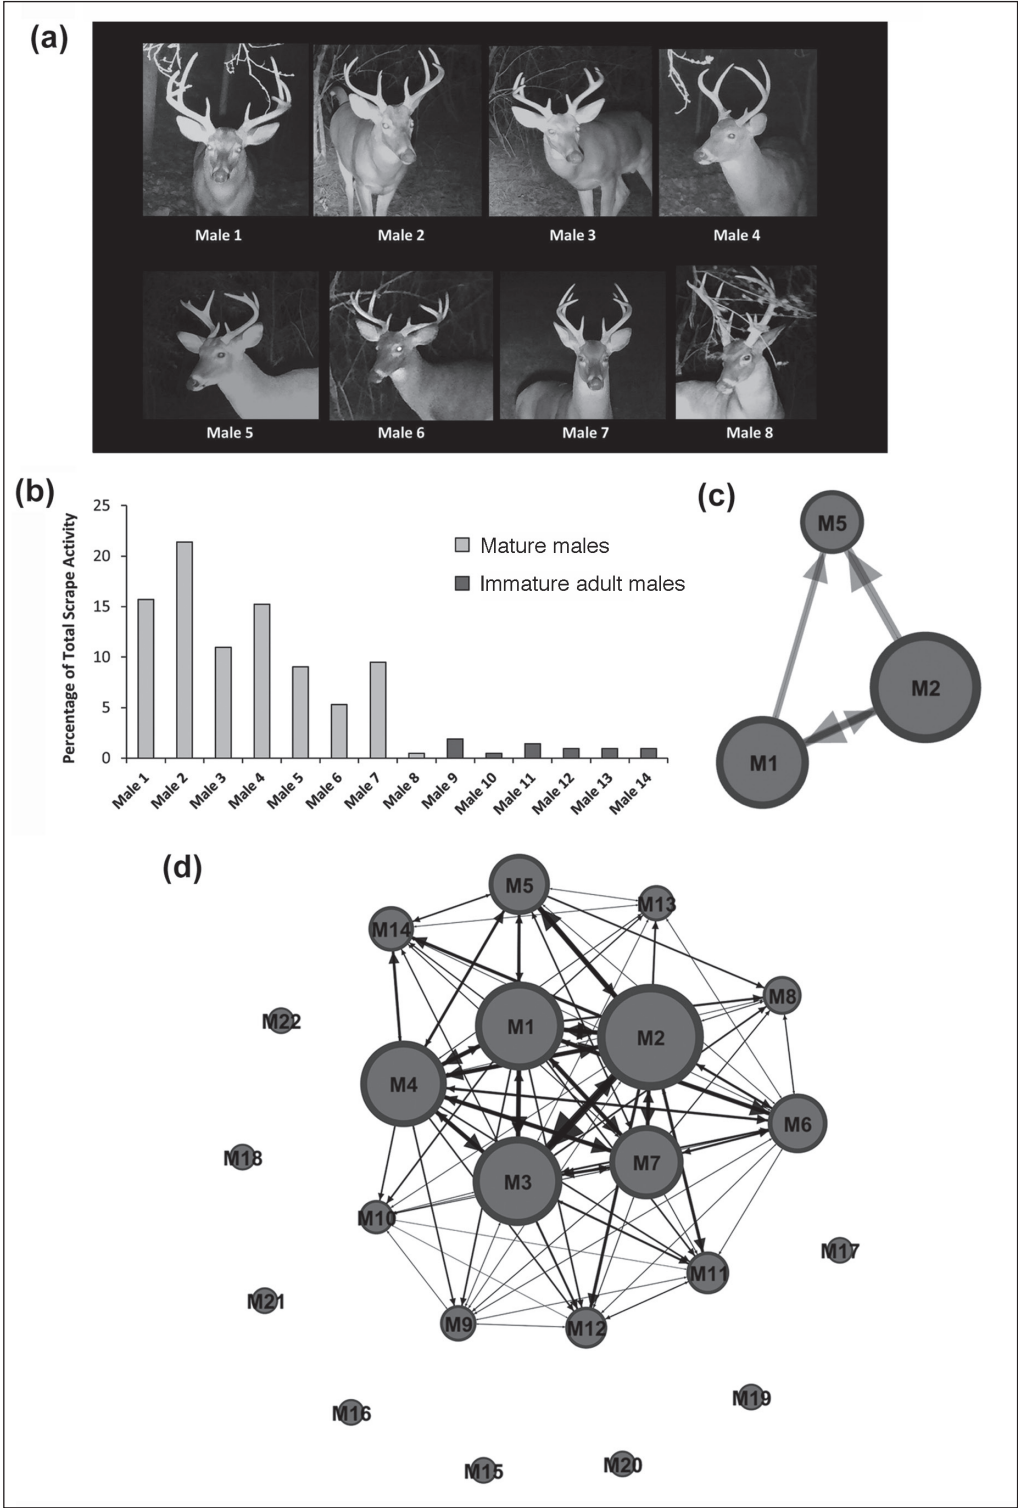 (a)
Male 1 Male 2 Male 3 Male 4
Male 5 Male 6 Male 7 Male 8
(b)
Percentage of Total Scrape Activity
25
20
15
10
5
0
Mature males
Immature adult males
Male 1 Male 2 Male 3 Male 4 Male 5 Male 6 Male 7 Male 8 Male 9 Male 10 Male 11 Male 12 Male 13 Male 14
(c)
M5
M2
M1
(d)
M5
M13
M14
M8
M22
M1
M2
M4
M6
M18
M7
M3
M10
M17
M11
M21
M9
M12
M19
M16
M20
M15